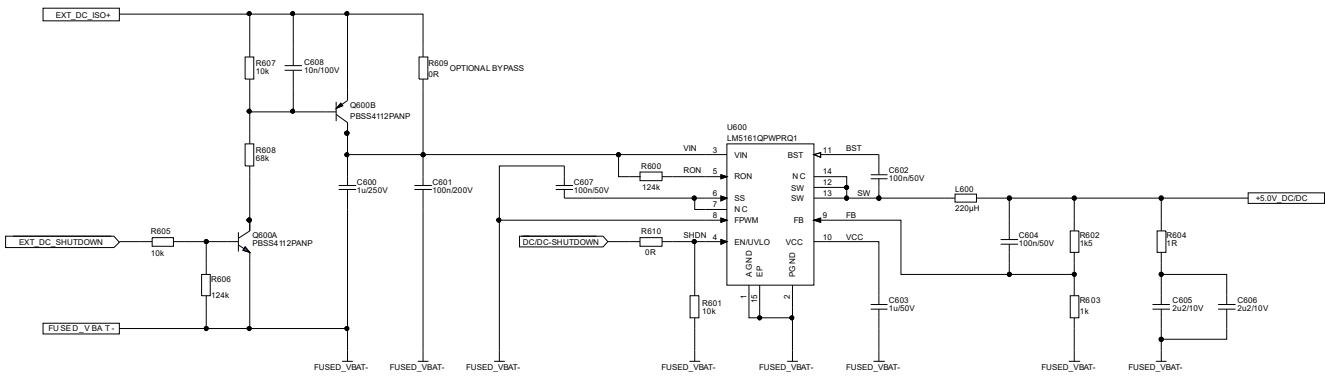 EXT_DC_ISO+
R607
10k
C608
10n/100V
R609
0R
OPTIONAL BYPASS
Q600B
PBSS4112PANP
R608
68k
U600
LM5161QPWPRQ1
VIN
3
VIN
BST
11
BST
R600
124k
RON
5
RON
NC
14
C602
100n/50V
C600
1u/250V
C601
100n/200V
C607
100n/50V
SW
12
6
SS
SW
13
SW
L600
220µH
+5.0V_DC/DC
7
NC
8
FPWM
FB
9
FB
EXT_DC_SHUTDOWN
R605
10k
Q600A
PBSS4112PANP
DC/DC-SHUTDOWN
R610
0R
SHDN
4
EN/UVLO
VCC
10
VCC
C604
100n/50V
R602
1k5
R604
1R
AGND
EP
PGND
R606
124k
1
15
2
R601
10k
C603
1u/50V
R603
1k
C605
2u2/10V
C606
2u2/10V
FUSED_VBAT-
FUSED_VBAT-
FUSED_VBAT-
FUSED_VBAT-
FUSED_VBAT-
FUSED_VBAT-
FUSED_VBAT-
FUSED_VBAT-
FUSED_VBAT-